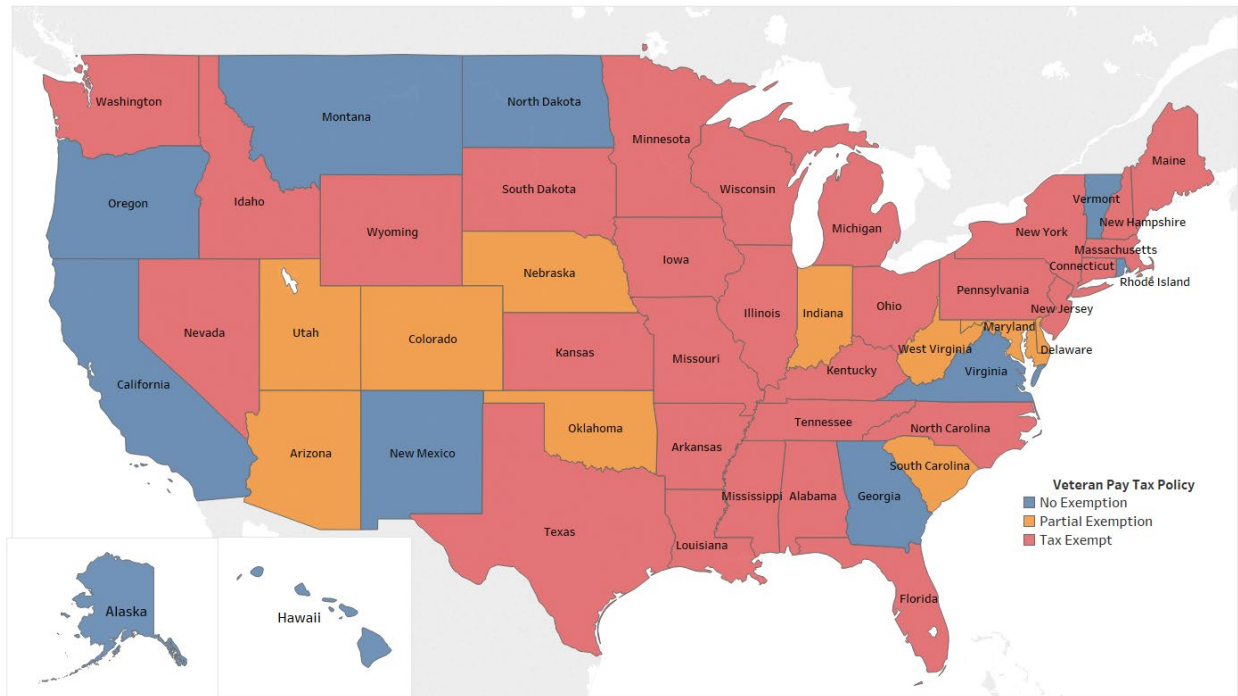 Washington
Montana
North Dakota
Minnesota
Maine
Oregon
Idaho
South Dakota
Wisconsin
Vermont
New Hampshire
Wyoming
Michigan
New York
Massachusetts
Connecticut
Rhode Island
Iowa
Nebraska
Pennsylvania
New Jersey
Nevada
Utah
Colorado
Illinois
Indiana
Ohio
Maryland
Delaware
West Virginia
Kansas
Missouri
Kentucky
Virginia
California
Tennessee
North Carolina
Oklahoma
Arizona
New Mexico
Arkansas
South Carolina
Mississippi
Alabama
Georgia
Texas
Louisiana
Florida
Alaska
Hawaii
Veteran Pay Tax Policy
No Exemption
Partial Exemption
Tax Exempt